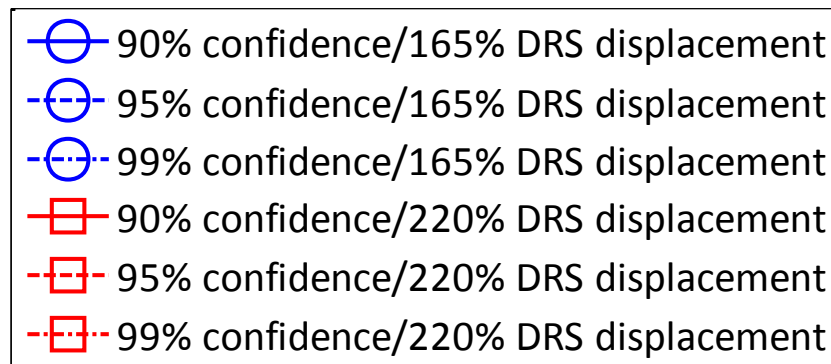 90% confidence/165% DRS displacement
95% confidence/165% DRS displacement
99% confidence/165% DRS displacement
90% confidence/220% DRS displacement
95% confidence/220% DRS displacement
99% confidence/220% DRS displacement